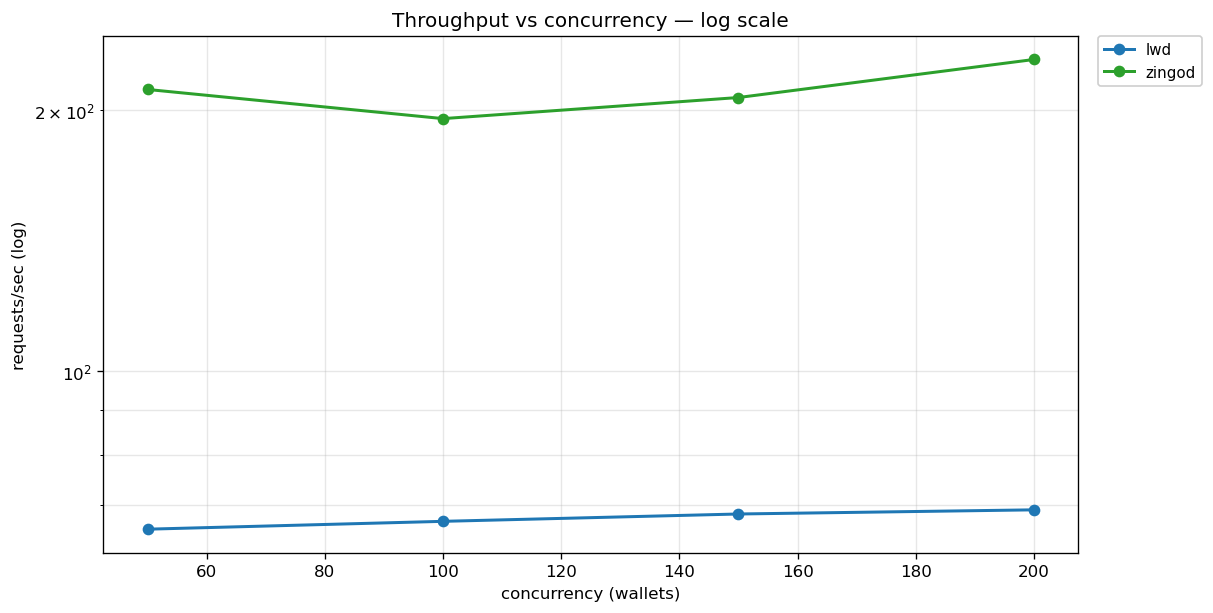 Throughput vs concurrency — log scale
lwd
zingod
requests/sec (log)
2 × 10²
10²
60 80 100 120 140 160 180 200
concurrency (wallets)